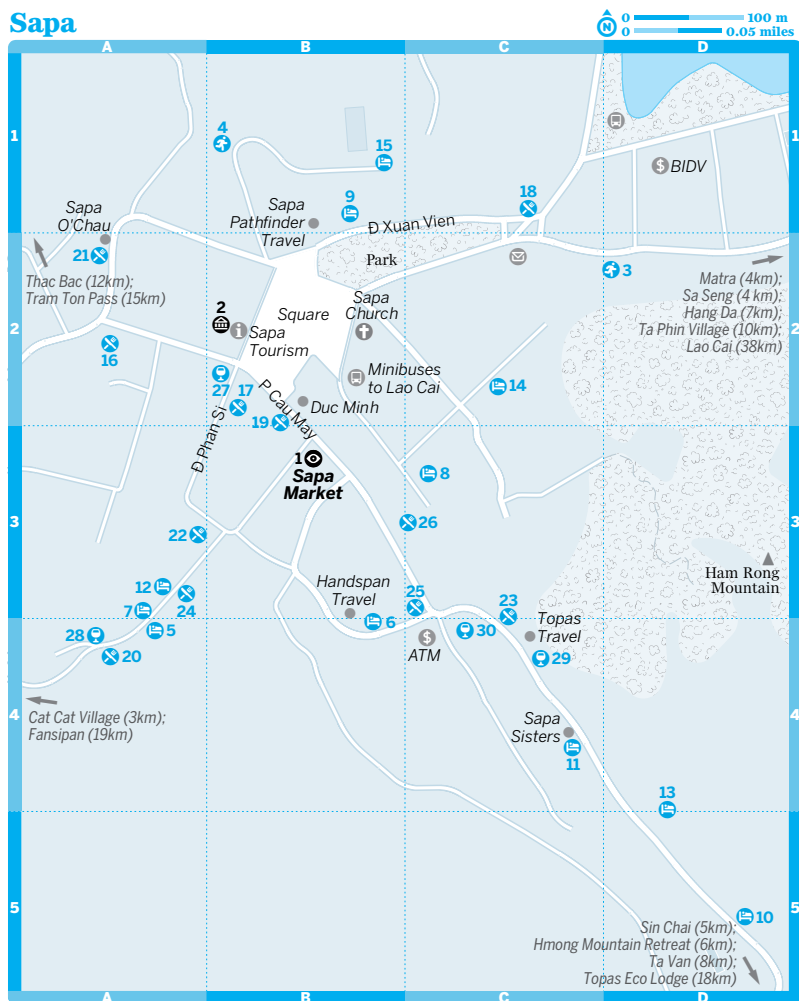 Sapa
0 100 m
N
0 0.05 miles
A B C D
1
4
15
BIDV
1
9
18
Sapa
Pathfinder
Travel
Sapa
O'Chau
Đ Xuan Vien
21
Park
3
Thac Bac (12km);
Tram Ton Pass (15km)
Matra (4km);
Sa Seng (4 km);
Hang Da (7km);
Ta Phin Village (10km);
Lao Cai (38km)
2
2
Square
Sapa
Church
Sapa
Tourism
2
16
Minibuses
to Lao Cai
14
27 17
P Cau May
Duc Minh
19
Đ Phan Si
1
Sapa
Market
8
3
26
3
22
Ham Rong
Mountain
12
Handspan
Travel
25
23
7
24
6
Topas
Travel
28
5
30
20
ATM
29
4
Cat Cat Village (3km);
Fansipan (19km)
4
Sapa
Sisters
11
13
5
10
5
Sin Chai (5km);
Hmong Mountain Retreat (6km);
Ta Van (8km);
Topas Eco Lodge (18km)
A B C D